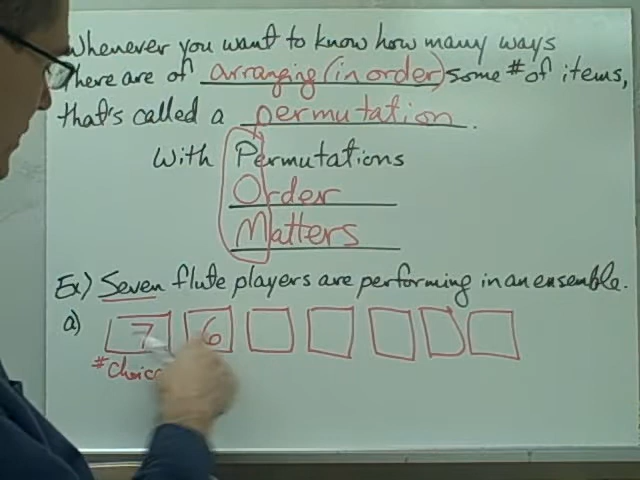 Whenever you want to know how many ways
there are of arranging (in order) some # of items,
that's called a permutation.
With Permutations
Order
Matters
Ex) Seven flute players are performing in an ensemble.
a) 7 6